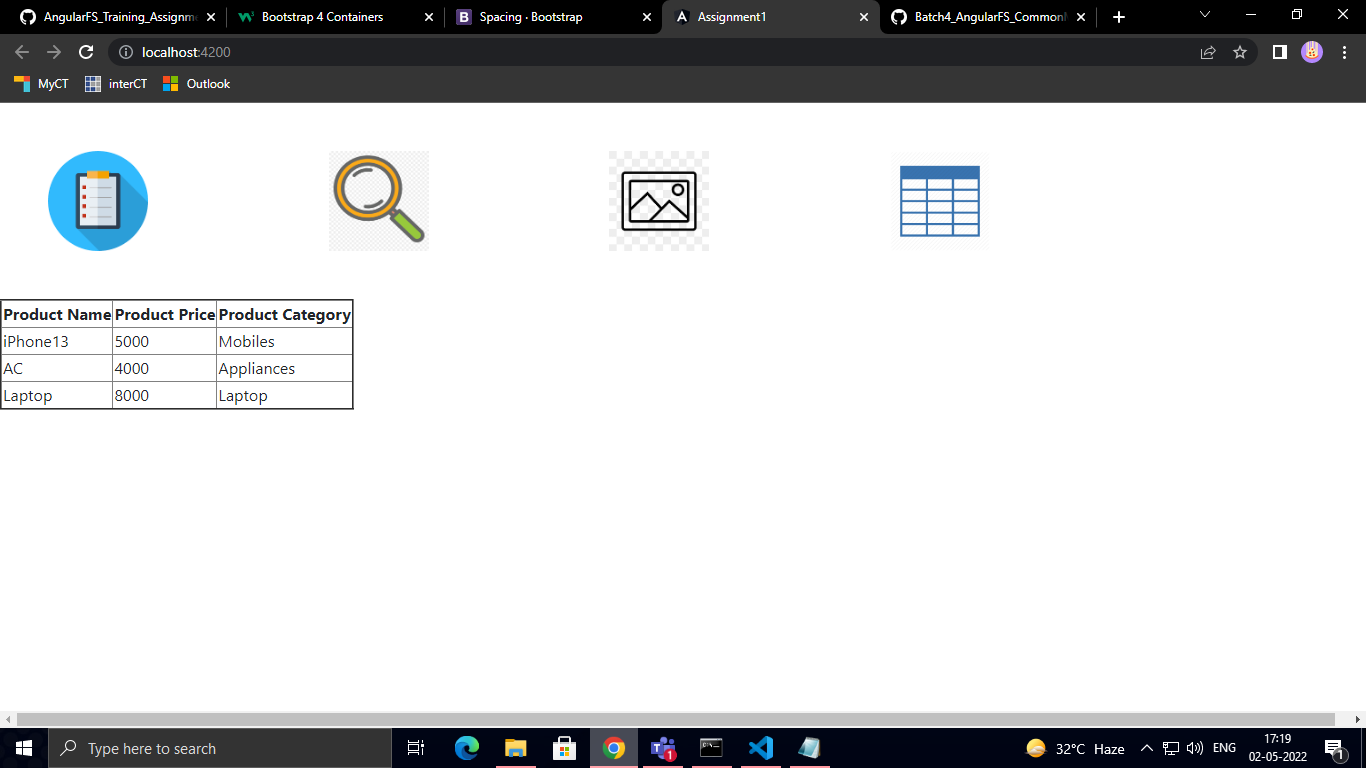 AngularFS_Training_Assignm
Bootstrap 4 Containers
Spacing · Bootstrap
Assignment1
Batch4_AngularFS_Common
localhost:4200
MyCT
interCT
Outlook
Product Name Product Price Product Category
iPhone13 5000 Mobiles
AC 4000 Appliances
Laptop 8000 Laptop
Type here to search
1
32°C Haze
ENG
17:19
02-05-2022
1